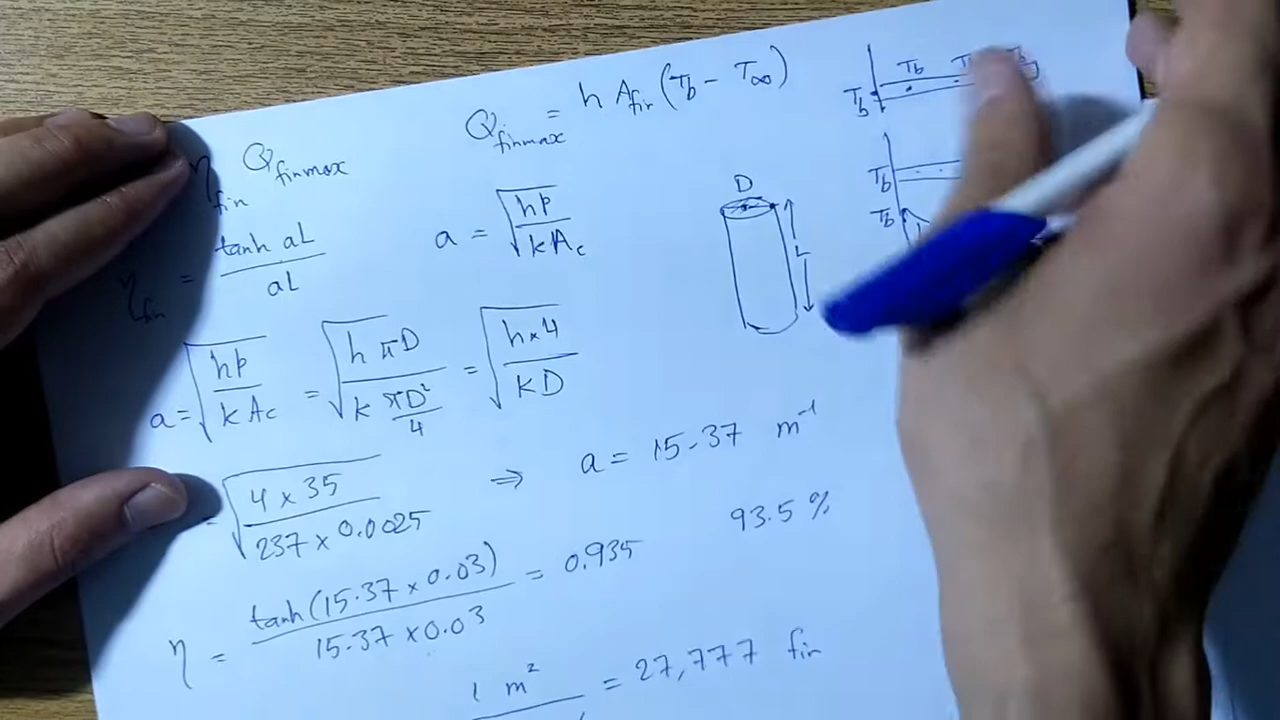 Q_finmax = h A_fin (T_b - T_∞)
η_fin Q_finmax
η_fin = tanh aL / aL
a = √(hp / kA_c)
D
L
T_b T_b
T_b
T_b
a = √(hp / kA_c) = √(h πD / k πD²/4) = √(h×4 / kD)
= √(4 × 35 / 237 × 0.0025) ⇒ a = 15.37 m⁻¹
η = tanh(15.37 × 0.03) / 15.37 × 0.03 = 0.935
93.5 %
1 m² = 27,777 fin